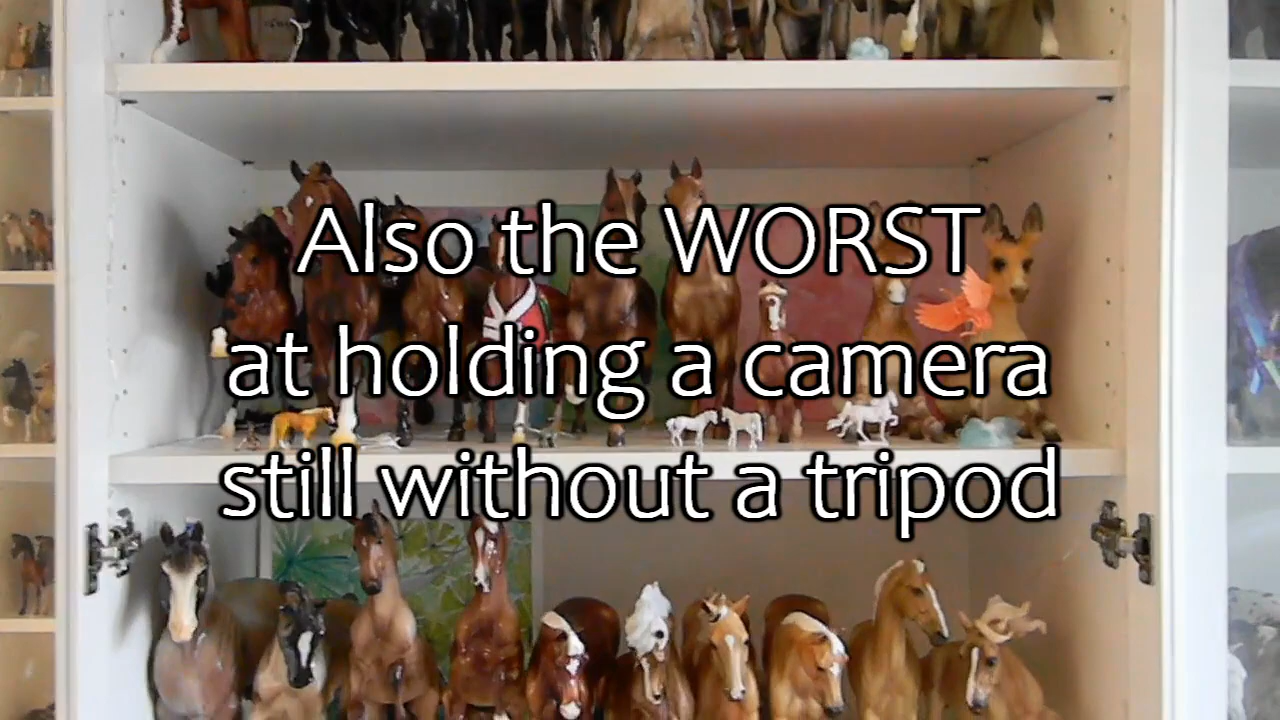 Also the WORST
at holding a camera
still without a tripod